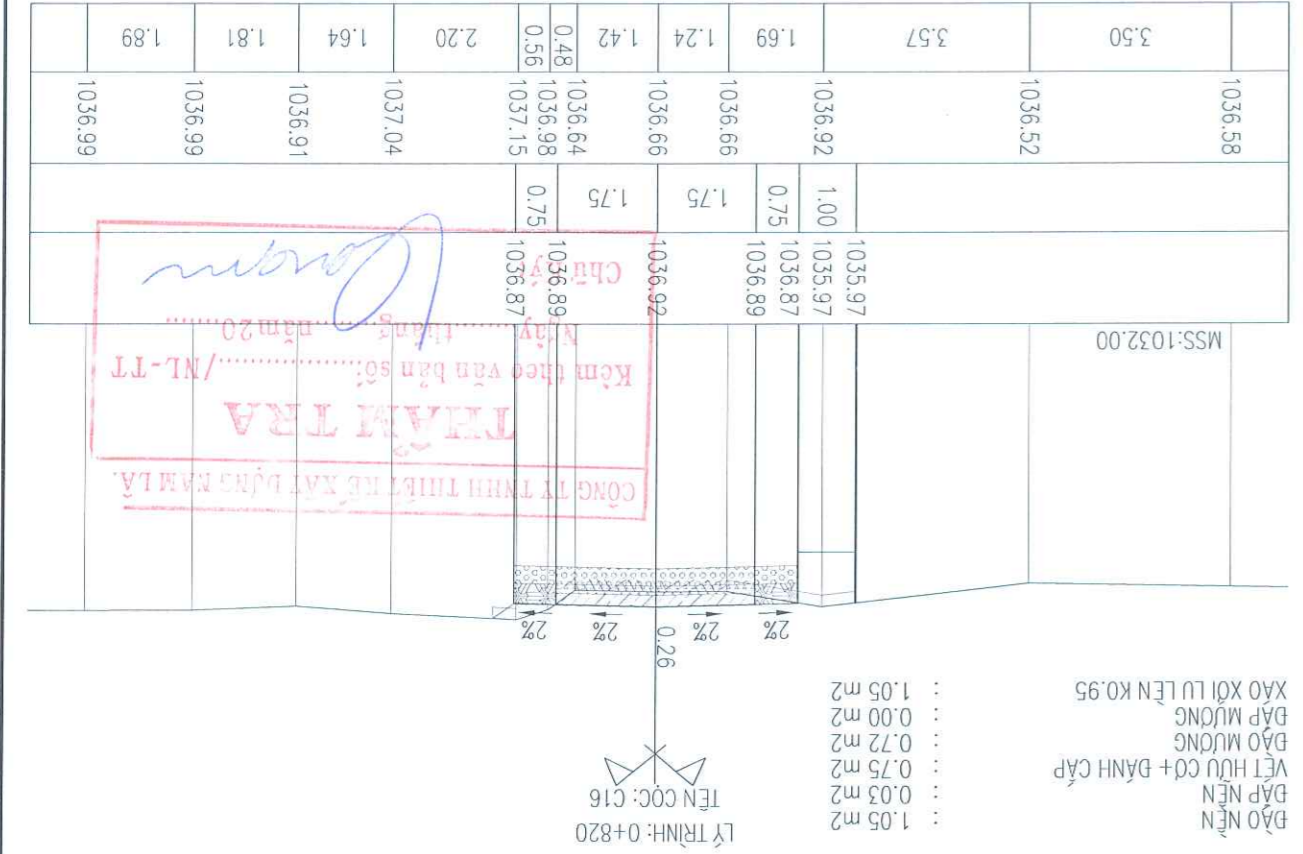 LÝ TRÌNH: 0+820
TÊN CỌC: C16
ĐÀO NỀN : 1.05 m2
ĐẮP NỀN : 0.03 m2
VÉT HỮU CƠ+ ĐÁNH CẤP : 0.75 m2
ĐÀO MƯƠNG : 0.72 m2
ĐẮP MƯƠNG : 0.00 m2
XÁO XỚI LU LÈN K0.95 : 1.05 m2
0.26
2% 2% 2% 2%
CÔNG TY TNHH THIẾT KẾ XÂY DỰNG NAM LÂ.
THẨM TRA
Kèm theo văn bản số:............../NL-TT
Ngày........tháng........năm20........
Chữ ký:
MSS:1032.00
1035.97 1035.97 1036.87 1036.89 1036.92 1036.89 1036.87
1.00 0.75 1.75 1.75 0.75
1036.58 1036.52 1036.92 1036.66 1036.66 1036.64 1036.98 1037.15 1037.04 1036.91 1036.99 1036.99
3.50 3.57 1.69 1.24 1.42 0.48 0.56 2.20 1.64 1.81 1.89